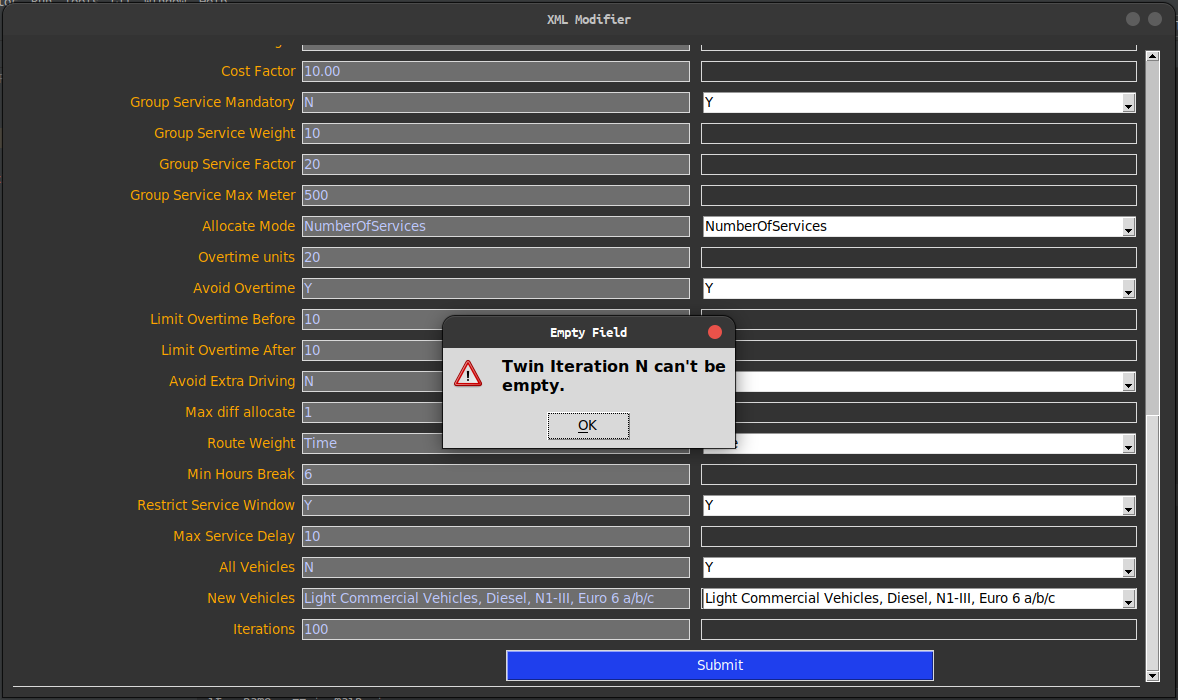 XML Modifier
Cost Factor 10.00
Group Service Mandatory N Y
Group Service Weight 10
Group Service Factor 20
Group Service Max Meter 500
Allocate Mode NumberOfServices NumberOfServices
Overtime units 20
Avoid Overtime Y Y
Limit Overtime Before 10
Limit Overtime After 10
Avoid Extra Driving N
Max diff allocate 1
Route Weight Time
Min Hours Break 6
Restrict Service Window Y Y
Max Service Delay 10
All Vehicles N Y
New Vehicles Light Commercial Vehicles, Diesel, N1-III, Euro 6 a/b/c Light Commercial Vehicles, Diesel, N1-III, Euro 6 a/b/c
Iterations 100
Submit
Empty Field
Twin Iteration N can't be
empty.
OK